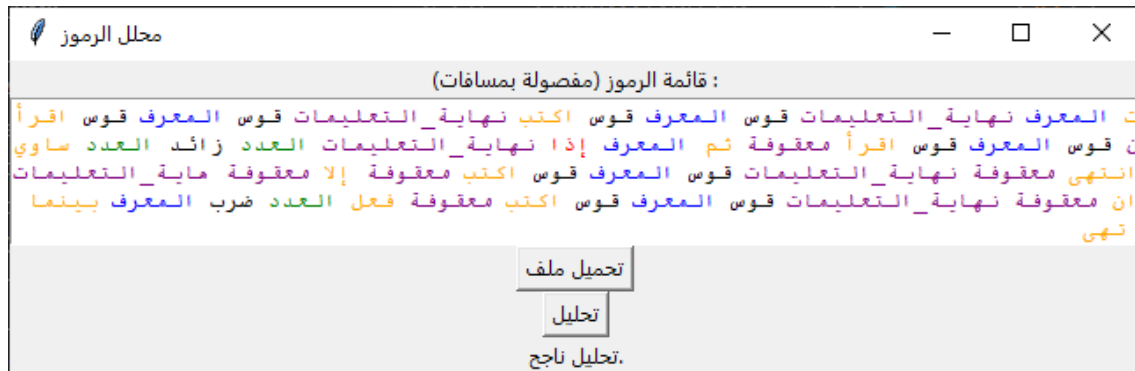 محلل الرموز
قائمة الرموز (مفصولة بمسافات) :
ت المعرف نهاية_التعليمات قوس المعرف قوس اكتب نهاية_التعليمات قوس المعرف قوس اقرأ
ن قوس المعرف قوس اقرأ معقوفة ثم المعرف إذا نهاية_التعليمات العدد زائد العدد ساوي
انتهى معقوفة نهاية_التعليمات قوس المعرف قوس اكتب معقوفة إلا معقوفة هاية_التعليمات
ان معقوفة نهاية_التعليمات قوس المعرف قوس اكتب معقوفة فعل العدد ضرب المعرف بينما
تهى
تحميل ملف
تحليل
تحليل ناجح.